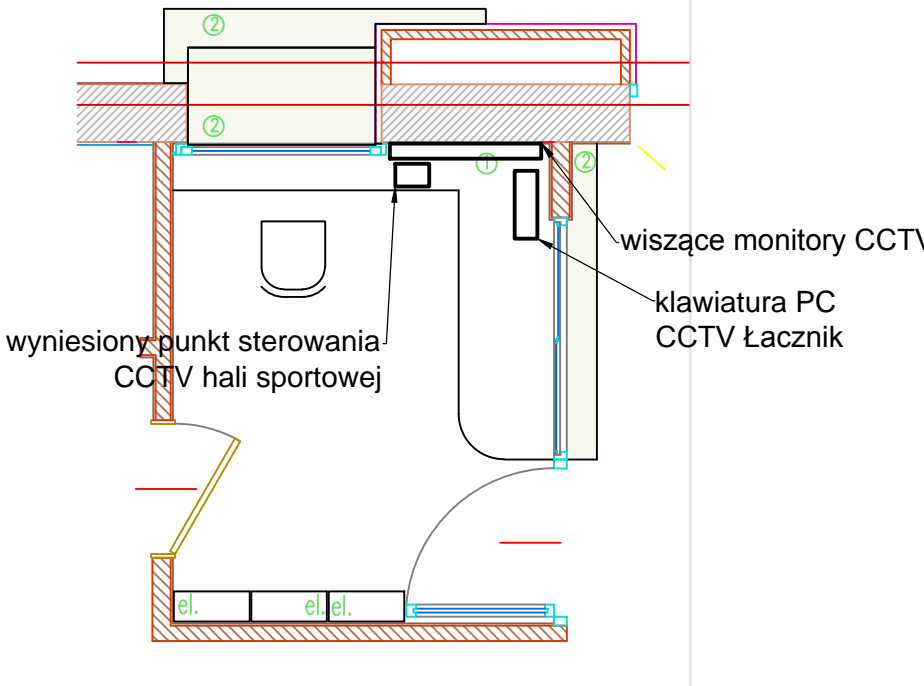 ②
②
①
②
wiszące monitory CCTV
klawiatura PC
CCTV Łacznik
wyniesiony punkt sterowania
CCTV hali sportowej
el.
el.
el.